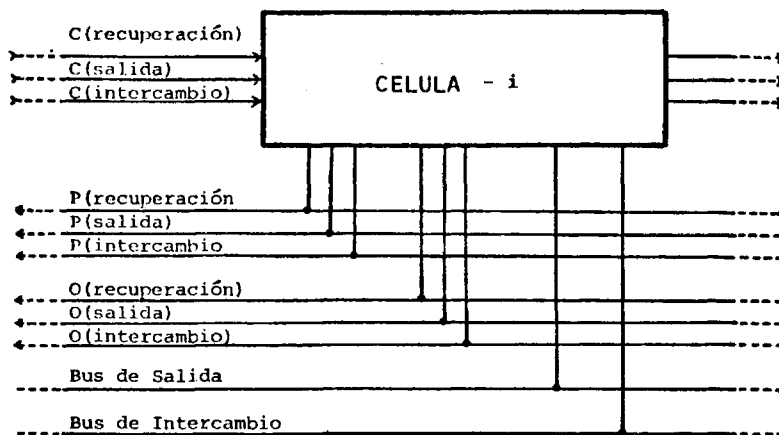 C(recuperación)
C(salida)
C(intercambio)
CELULA - i
P(recuperación
P(salida)
P(intercambio
O(recuperación)
O(salida)
O(intercambio)
Bus de Salida
Bus de Intercambio